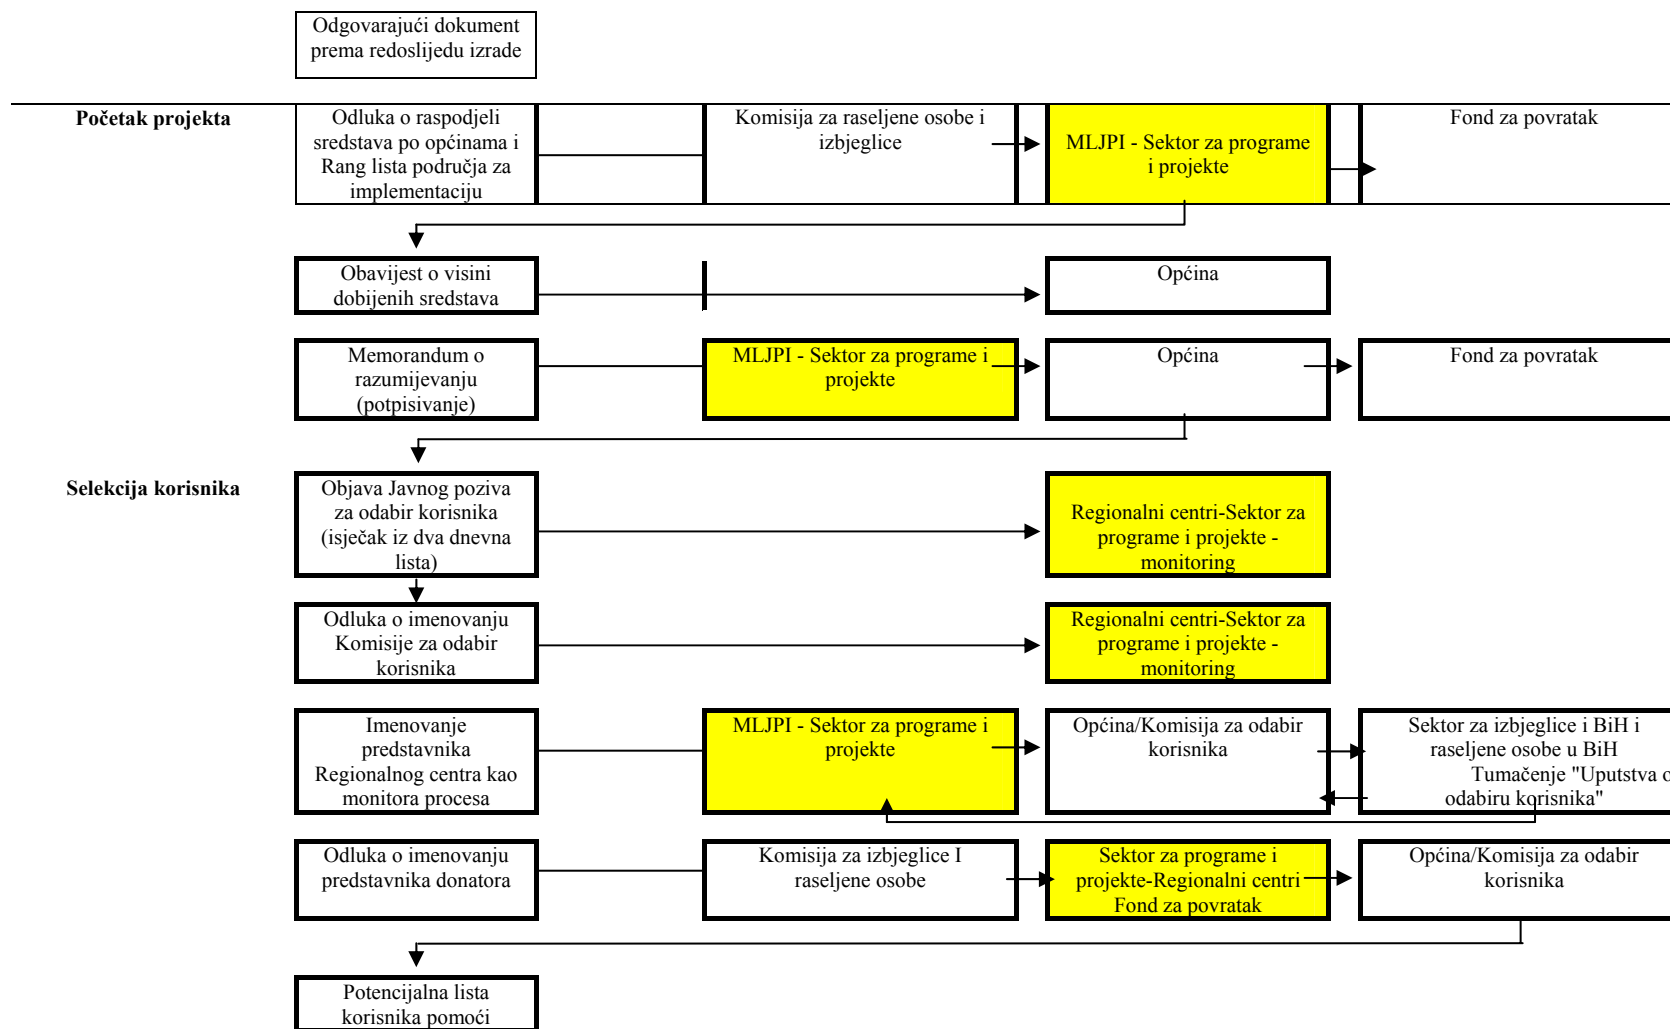 Odgovarajući dokument
prema redoslijedu izrade
Početak projekta
Odluka o raspodjeli
sredstava po općinama i
Rang lista područja za
implementaciju
Komisija za raseljene osobe i
izbjeglice
MLJPI - Sektor za programe
i projekte
Fond za povratak
Obavijest o visini
dobijenih sredstava
Općina
Memorandum o
razumijevanju
(potpisivanje)
MLJPI - Sektor za programe i
projekte
Općina
Fond za povratak
Selekcija korisnika
Objava Javnog poziva
za odabir korisnika
(isječak iz dva dnevna
lista)
Regionalni centri-Sektor za
programe i projekte -
monitoring
Odluka o imenovanju
Komisije za odabir
korisnika
Regionalni centri-Sektor za
programe i projekte -
monitoring
Imenovanje
predstavnika
Regionalnog centra kao
monitora procesa
MLJPI - Sektor za programe i
projekte
Općina/Komisija za odabir
korisnika
Sektor za izbjeglice i BiH i
raseljene osobe u BiH
Tumačenje "Uputstva o
odabiru korisnika"
Odluka o imenovanju
predstavnika donatora
Komisija za izbjeglice I
raseljene osobe
Sektor za programe i
projekte-Regionalni centri
Fond za povratak
Općina/Komisija za odabir
korisnika
Potencijalna lista
korisnika pomoći